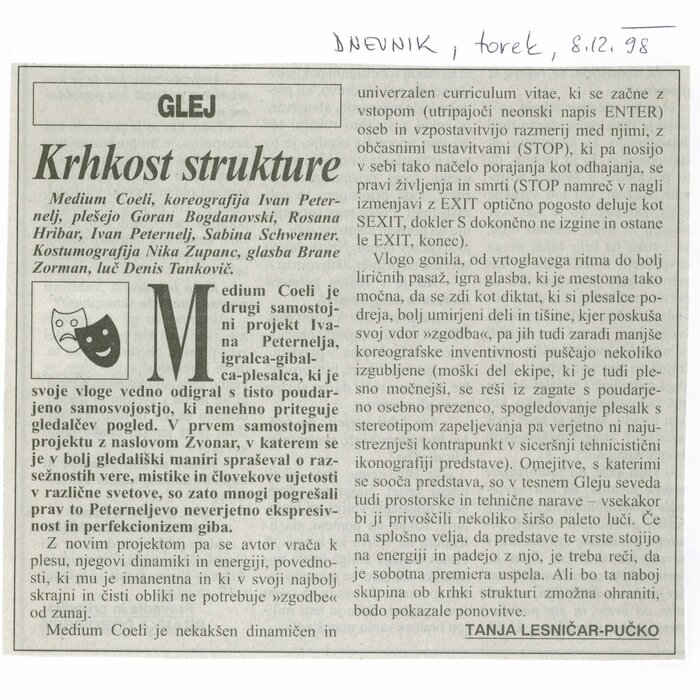 DNEVNIK, torek, 8.12.98
GLEJ
Krhkost strukture
Medium Coeli, koreografija Ivan Peter-
nelj, plešejo Goran Bogdanovski, Rosana
Hribar, Ivan Peternelj, Sabina Schwenner.
Kostumografija Nika Zupanc, glasba Brane
Zorman, luč Denis Tankovič.
Medium Coeli je
drugi samostoj-
ni projekt Iva-
na Peternelja,
igralca-gibal-
ca-plesalca, ki je
svoje vloge vedno odigral s tisto poudar-
jeno samosvojostjo, ki nenehno priteguje
gledalčev pogled. V prvem samostojnem
projektu z naslovom Zvonar, v katerem se
je v bolj gledališki maniri spraševal o raz-
sežnostih vere, mistike in človekove ujetosti
v različne svetove, so zato mnogi pogrešali
prav to Peterneljevo neverjetno ekspresiv-
nost in perfekcionizem giba.
Z novim projektom pa se avtor vrača k
plesu, njegovi dinamiki in energiji, povedno-
sti, ki mu je imanentna in ki v svoji najbolj
skrajni in čisti obliki ne potrebuje »zgodbe«
od zunaj.
Medium Coeli je nekakšen dinamičen in
univerzalen curriculum vitae, ki se začne z
vstopom (utripajoči neonski napis ENTER)
oseb in vzpostavitvijo razmerij med njimi, z
občasnimi ustavitvami (STOP), ki pa nosijo
v sebi tako načelo porajanja kot odhajanja, se
pravi življenja in smrti (STOP namreč v nagli
izmenjavi z EXIT optično pogosto deluje kot
SEXIT, dokler S dokončno ne izgine in ostane
le EXIT, konec).
Vlogo gonila, od vrtoglavega ritma do bolj
liričnih pasaž, igra glasba, ki je mestoma tako
močna, da se zdi kot diktat, ki si plesalce po-
dreja, bolj umirjeni deli in tišine, kjer poskuša
svoj vdor »zgodba«, pa jih tudi zaradi manjše
koreografske inventivnosti puščajo nekoliko
izgubljene (moški del ekipe, ki je tudi ple-
sno močnejši, se reši iz zagate s poudarje-
no osebno prezenco, spogledovanje plesalk s
stereotipom zapeljevanja pa verjetno ni naju-
streznejši kontrapunkt v siceršnji tehnicistični
ikonografiji predstave). Omejitve, s katerimi
se sooča predstava, so v tesnem Gleju seveda
tudi prostorske in tehnične narave – vsekakor
bi ji privoščili nekoliko širšo paleto luči. Če
na splošno velja, da predstave te vrste stojijo
na energiji in padejo z njo, je treba reči, da
je sobotna premiera uspela. Ali bo ta naboj
skupina ob krhki strukturi zmožna ohraniti,
bodo pokazale ponovitve.
TANJA LESNIČAR-PUČKO